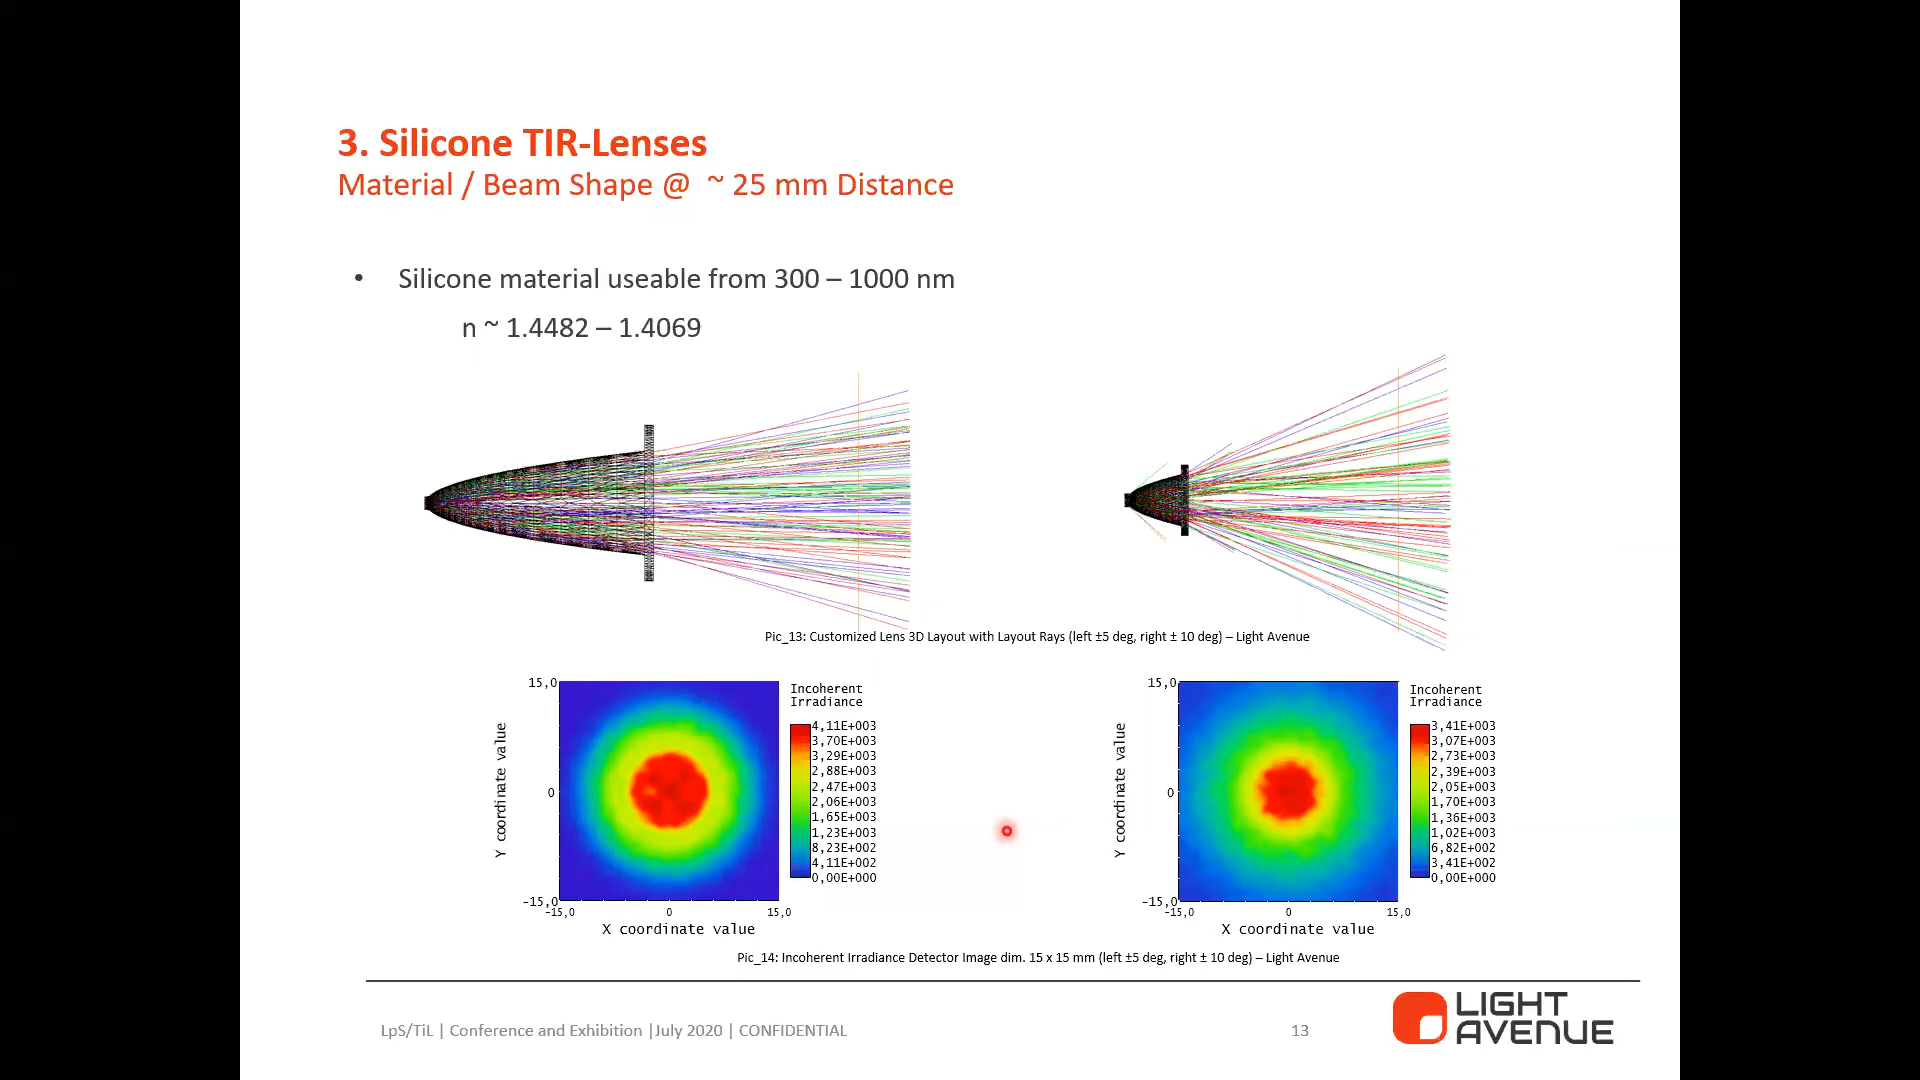 3. Silicone TIR-Lenses
Material / Beam Shape @ ~ 25 mm Distance
• Silicone material useable from 300 – 1000 nm
n ~ 1.4482 – 1.4069
Pic_13: Customized Lens 3D Layout with Layout Rays (left ±5 deg, right ± 10 deg) – Light Avenue
15,0
0
-15,0
Y coordinate value
-15,0 0 15,0
X coordinate value
Incoherent
Irradiance
4,11E+003
3,70E+003
3,29E+003
2,88E+003
2,47E+003
2,06E+003
1,65E+003
1,23E+003
8,23E+002
4,11E+002
0,00E+000
15,0
0
-15,0
Y coordinate value
-15,0 0 15,0
X coordinate value
Incoherent
Irradiance
3,41E+003
3,07E+003
2,73E+003
2,39E+003
2,05E+003
1,70E+003
1,36E+003
1,02E+003
6,82E+002
3,41E+002
0,00E+000
Pic_14: Incoherent Irradiance Detector Image dim. 15 x 15 mm (left ±5 deg, right ± 10 deg) – Light Avenue
LpS/TiL | Conference and Exhibition |July 2020 | CONFIDENTIAL
13
LIGHT
AVENUE